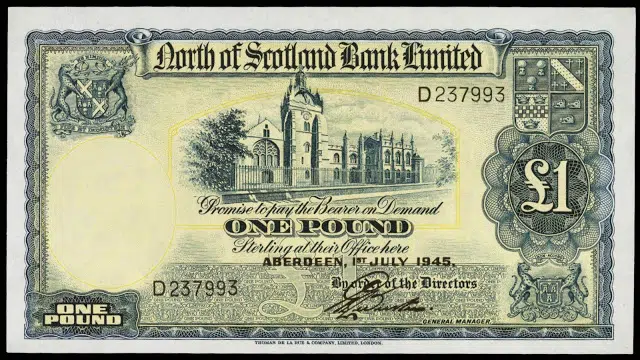 North of Scotland Bank Limited
D237993
£1
Promise to pay the Bearer on Demand
ONE POUND
Sterling at their Office here
ABERDEEN, 1ST JULY 1945.
D237993
By order of the Directors
GENERAL MANAGER
ONE
POUND
THOMAS DE LA RUE & COMPANY, LIMITED, LONDON.